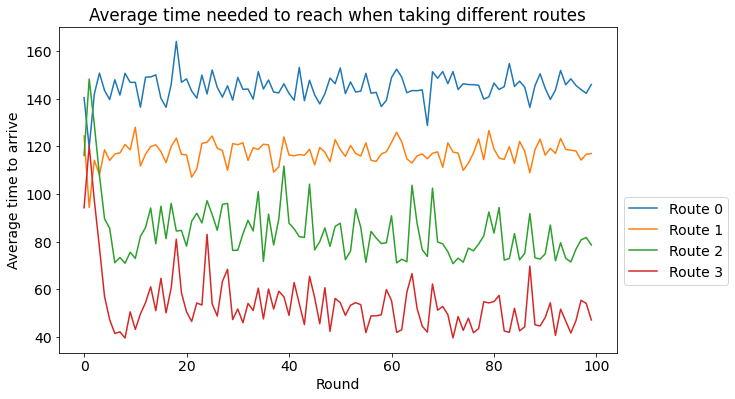 Average time needed to reach when taking different routes
Average time to arrive
160
140
120
100
80
60
40
0
20
40
60
80
100
Round
Route 0
Route 1
Route 2
Route 3